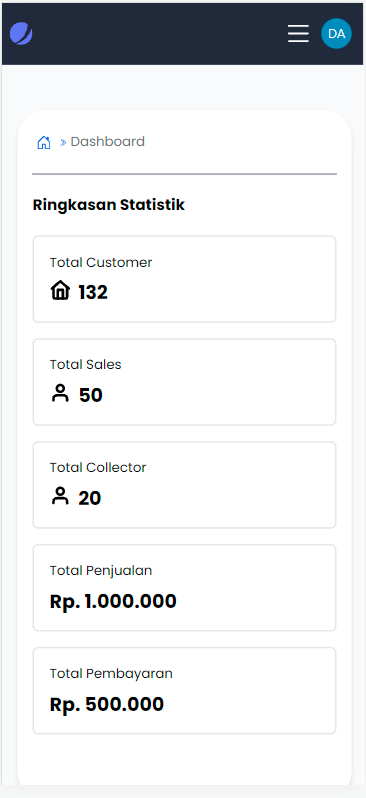 DA
» Dashboard
Ringkasan Statistik
Total Customer
132
Total Sales
50
Total Collector
20
Total Penjualan
Rp. 1.000.000
Total Pembayaran
Rp. 500.000